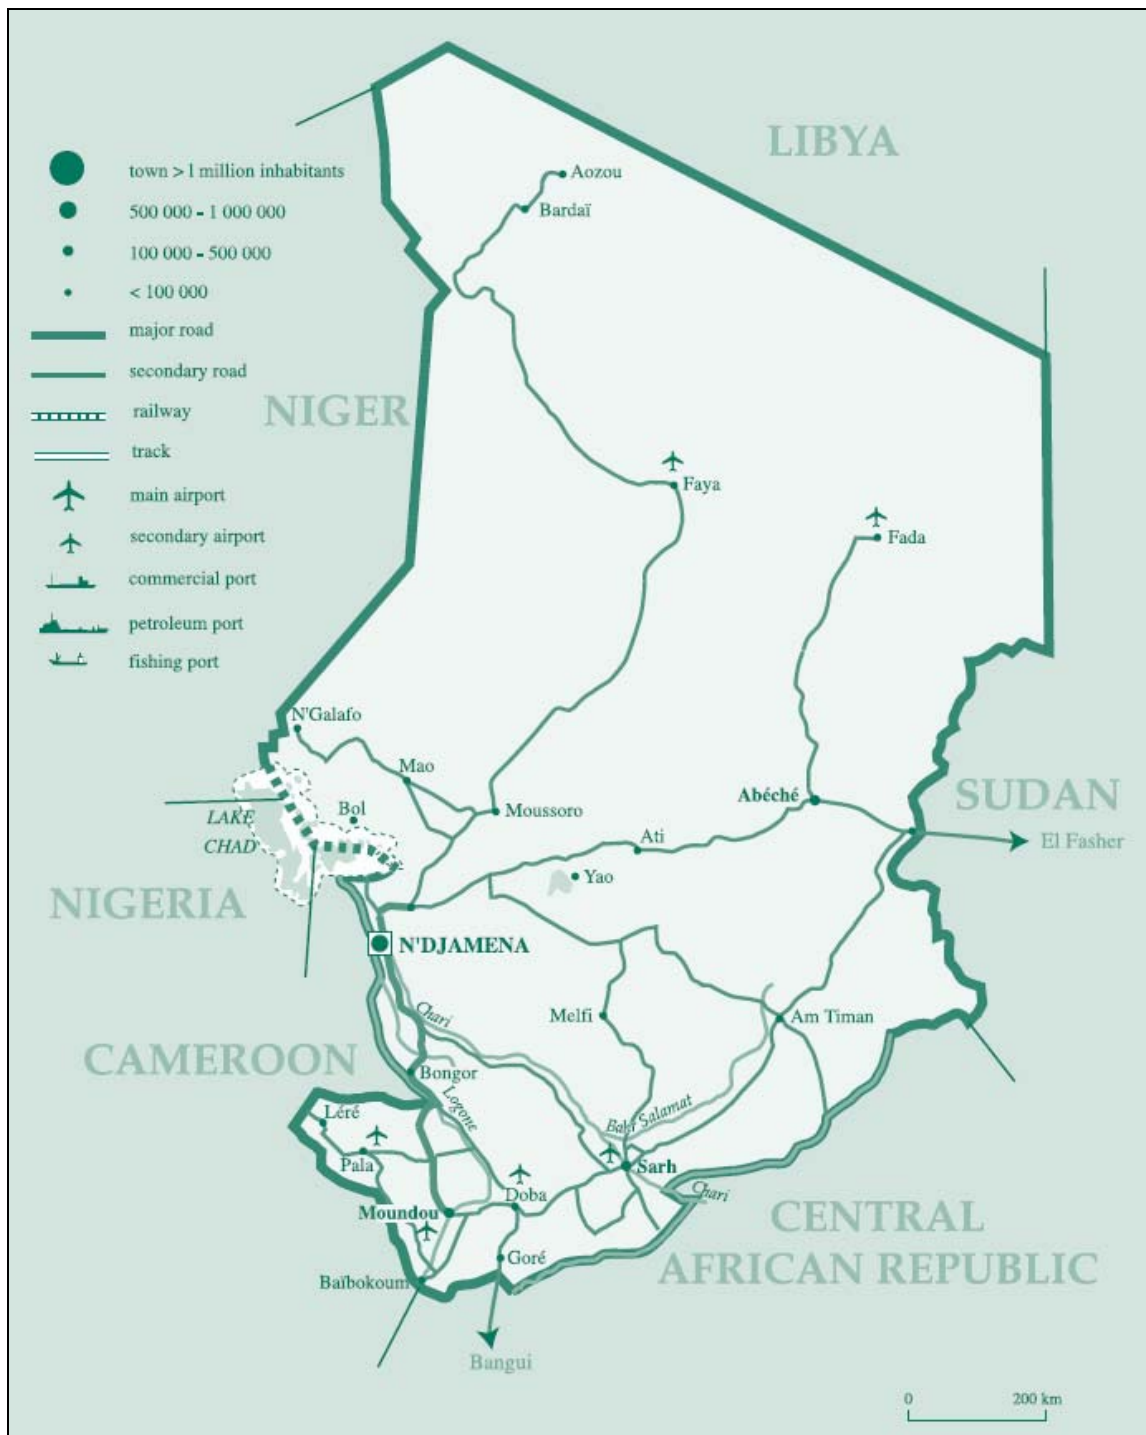 LIBYA
town > 1 million inhabitants
500 000 - 1 000 000
100 000 - 500 000
< 100 000
major road
secondary road
railway
track
main airport
secondary airport
commercial port
petroleum port
fishing port
Aozou
Bardaï
NIGER
Faya
Fada
N'Galafo
Mao
Moussoro
Bol
LAKE
CHAD
Abéché
SUDAN
El Fasher
Ati
Yao
NIGERIA
N'DJAMENA
Chari
Melfi
Am Timan
CAMEROON
Bongor
Logone
Léré
Pala
Bahr Salamat
Sarh
Chari
Doba
Moundou
CENTRAL
AFRICAN REPUBLIC
Goré
Baïbokoum
Bangui
0 200 km